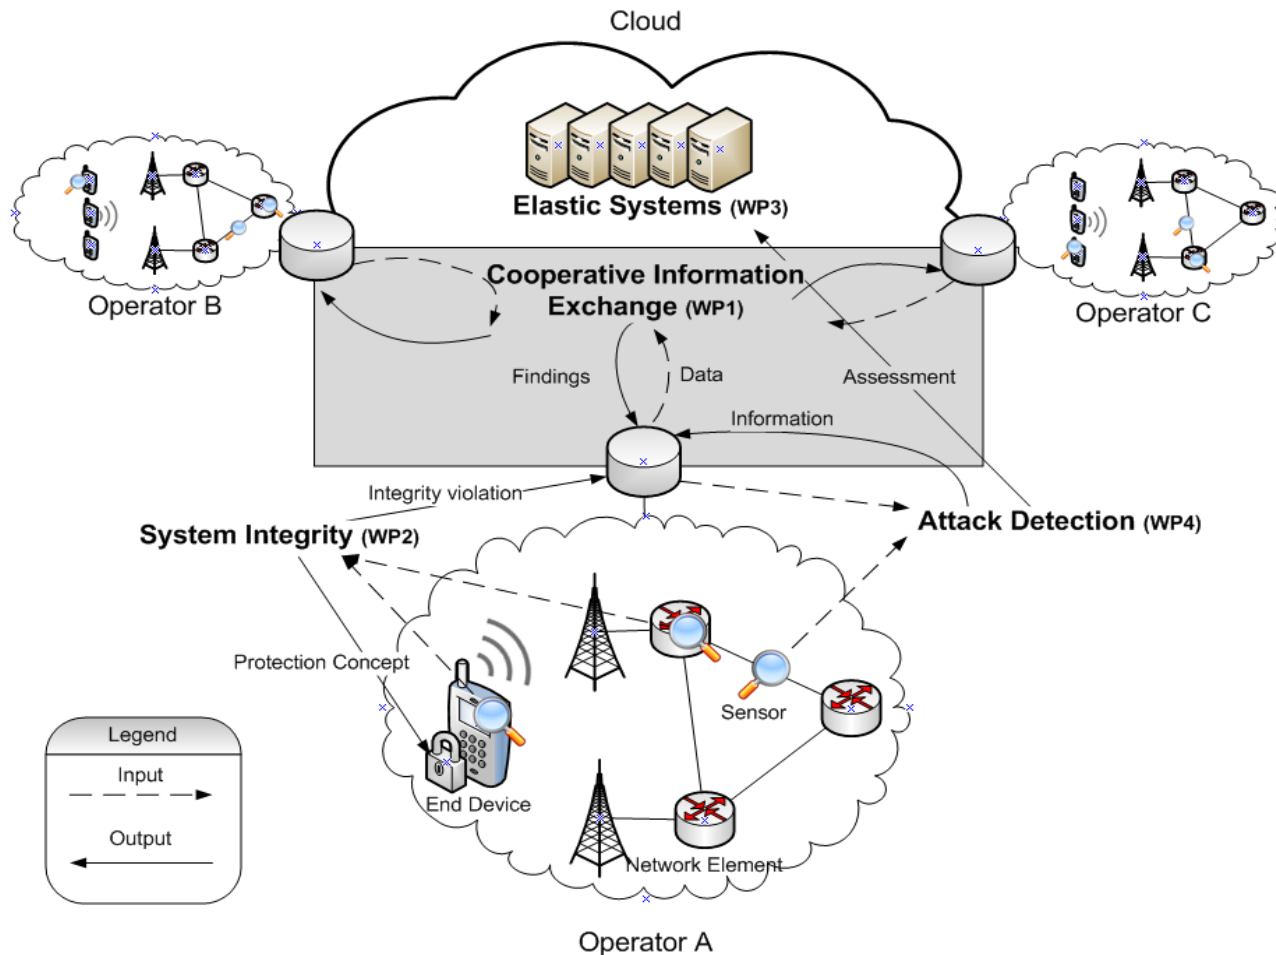 Cloud
Elastic Systems (WP3)
Operator B
Operator C
Cooperative Information
Exchange (WP1)
Findings
Data
Assessment
Information
Integrity violation
System Integrity (WP2)
Attack Detection (WP4)
Protection Concept
Sensor
End Device
Network Element
Operator A
Legend
Input
Output